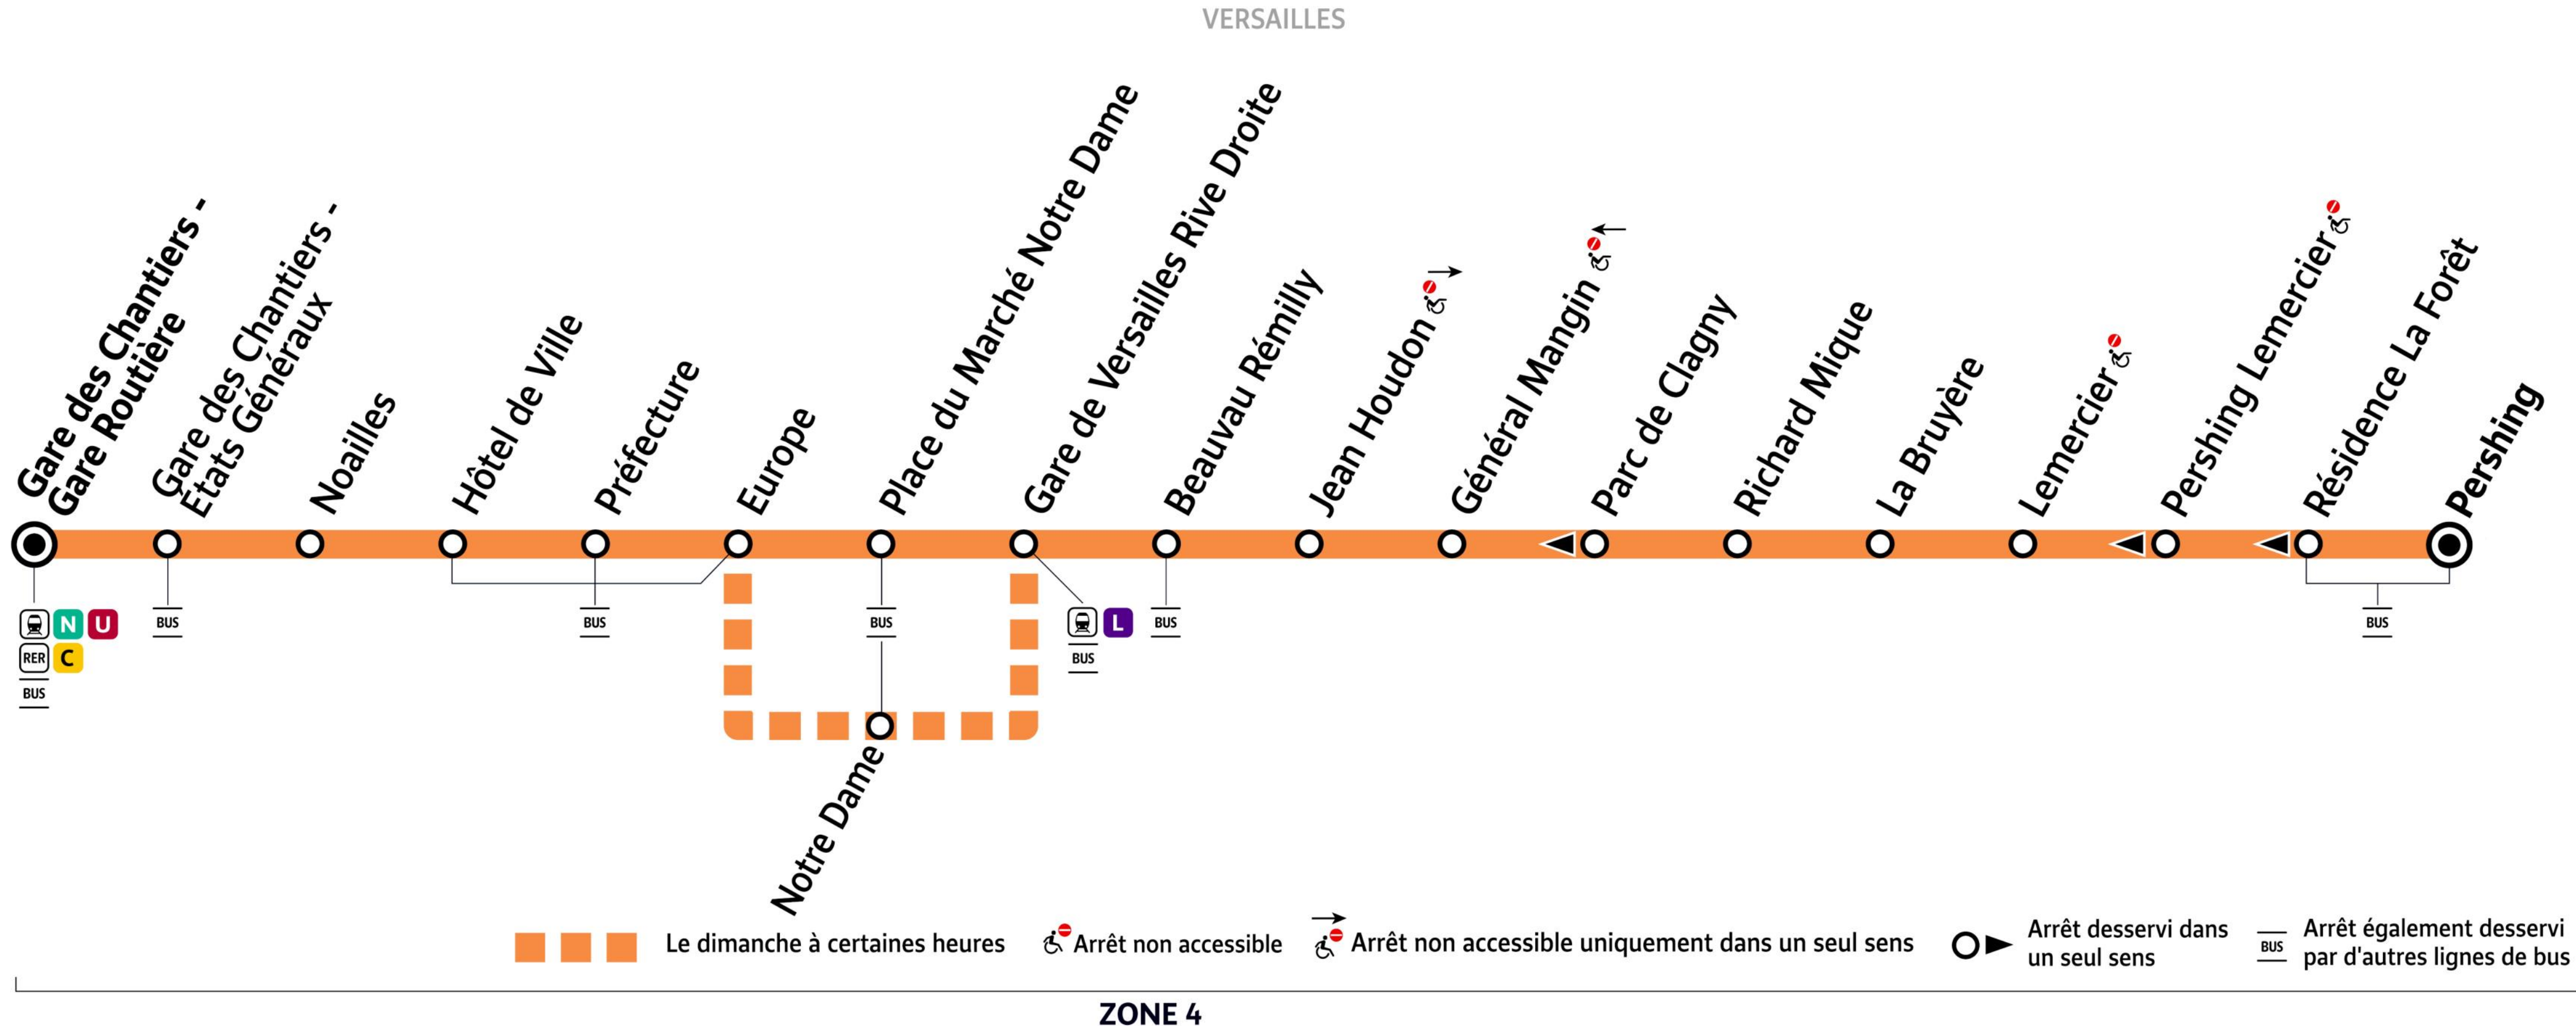 VERSAILLES
Gare des Chantiers -
Gare Routière
Gare des Chantiers -
États Généraux
Noailles
Hôtel de Ville
Préfecture
Europe
Place du Marché Notre Dame
Gare de Versailles Rive Droite
Beauvau Rémilly
Jean Houdon
Général Mangin
Parc de Clagny
Richard Mique
La Bruyère
Lemercier
Pershing Lemercier
Résidence La Forêt
Pershing
N U
RER C
BUS
BUS
BUS
BUS
L
BUS
BUS
BUS
Notre Dame
Le dimanche à certaines heures
Arrêt non accessible
Arrêt non accessible uniquement dans un seul sens
Arrêt desservi dans
un seul sens
BUS
Arrêt également desservi
par d'autres lignes de bus
ZONE 4